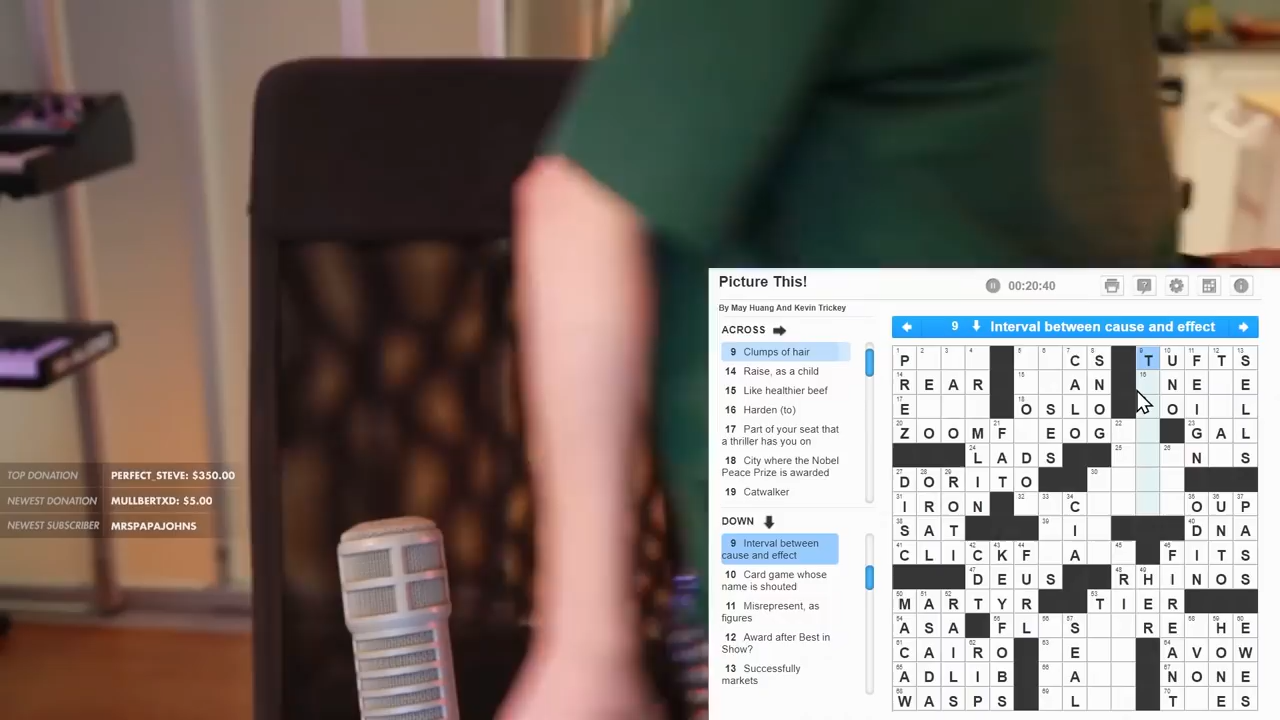 Picture This!
00:20:40
By May Huang And Kevin Trickey
ACROSS
9 Interval between cause and effect
9 Clumps of hair
14 Raise, as a child
15 Like healthier beef
16 Harden (to)
17 Part of your seat that
a thriller has you on
18 City where the Nobel
Peace Prize is awarded
19 Catwalker
DOWN
9 Interval between
cause and effect
10 Card game whose
name is shouted
11 Misrepresent, as
figures
12 Award after Best in
Show?
13 Successfully
markets
P C S T U F T S
R E A R A N N E E
E O S L O O I L
Z O O M F E O G G A L
L A D S N S
D O R I T O
I R O N C O U P
S A T I D N A
C L I C K F A F I T S
D E U S R H I N O S
M A R T Y R T I E R
A S A F L S R E H E
C A I R O E A V O W
A D L I B A N O N E
W A S P S L T E S
TOP DONATION PERFECT_STEVE: $350.00
NEWEST DONATION MULLBERTXD: $5.00
NEWEST SUBSCRIBER MRSPAPAJOHNS